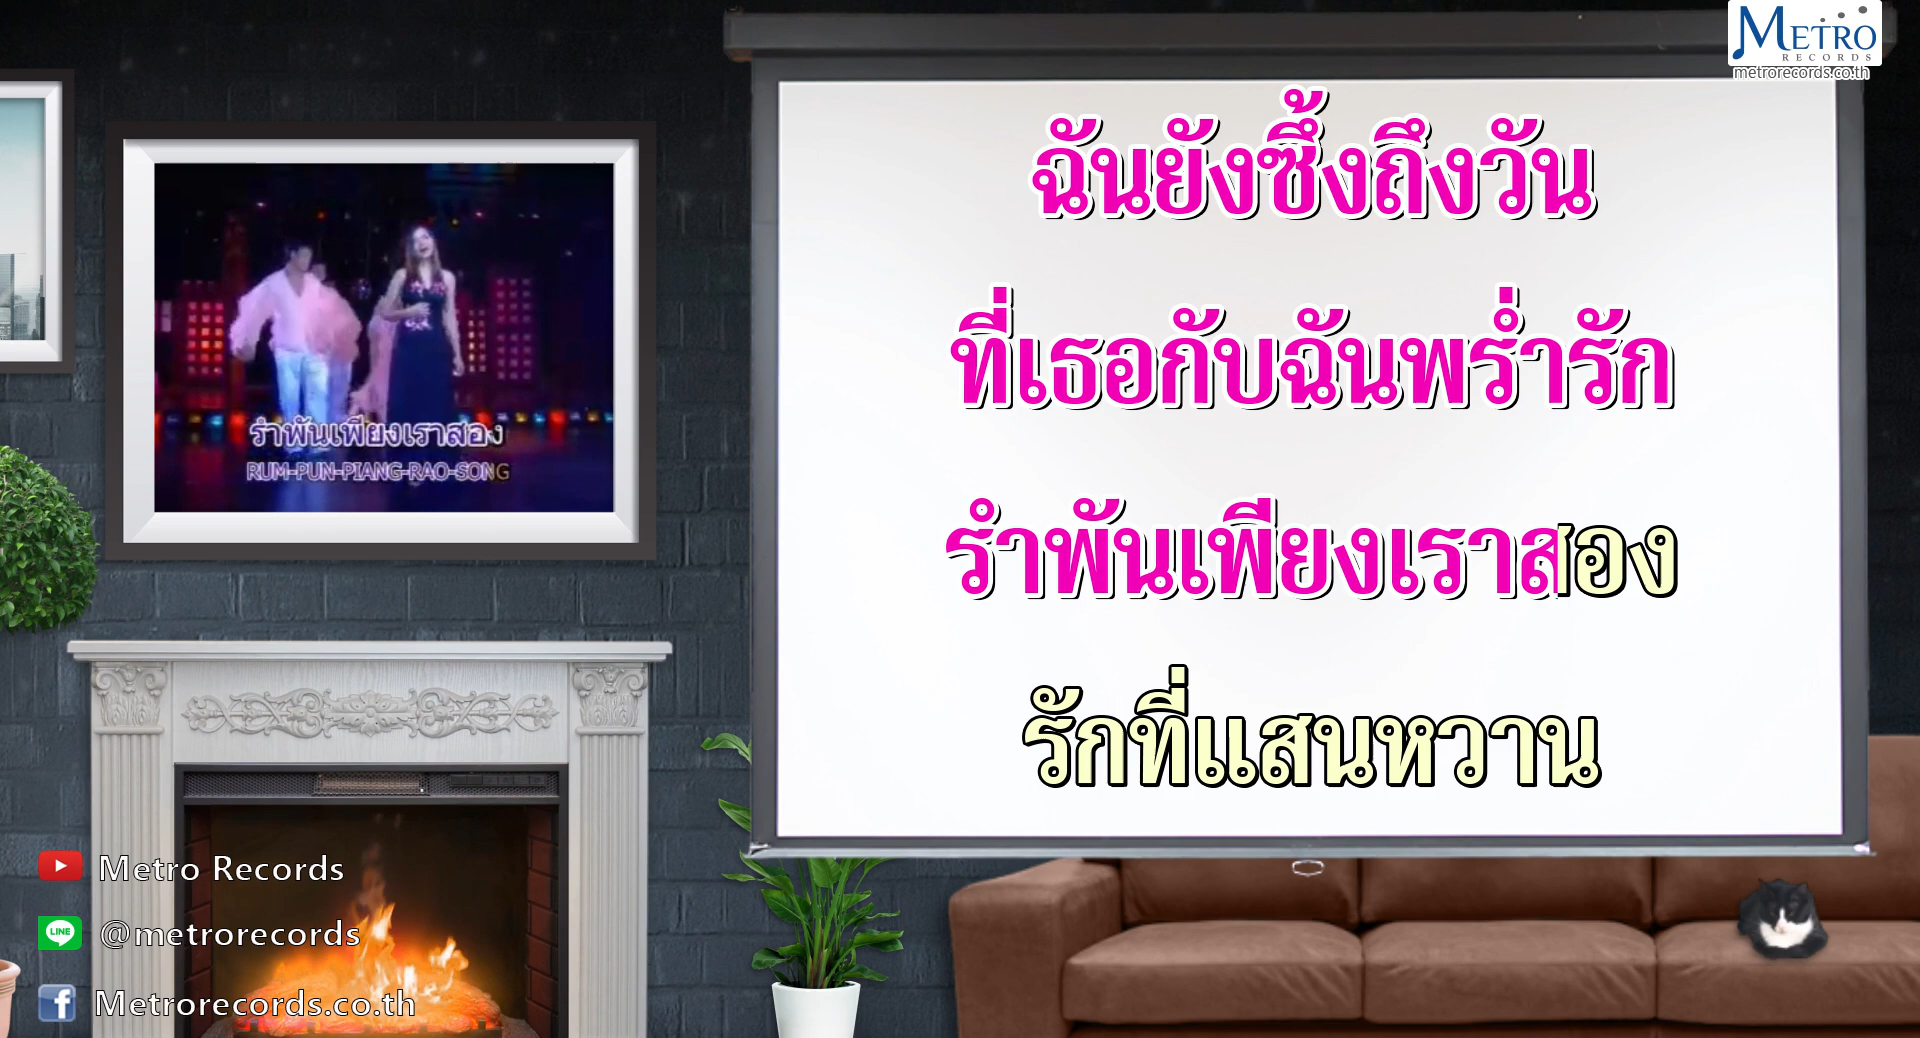 METRO
RECORDS
metrorecords.co.th
ฉันยังซึ้งถึงวัน
ที่เธอกับฉันพร่ำรัก
รำพันเพียงเราสอง
รักที่แสนหวาน
รำพันเพียงเราสอง
RUM-PUN-PIANG-RAO-SONG
Metro Records
LINE
@metrorecords
f
Metrorecords.co.th